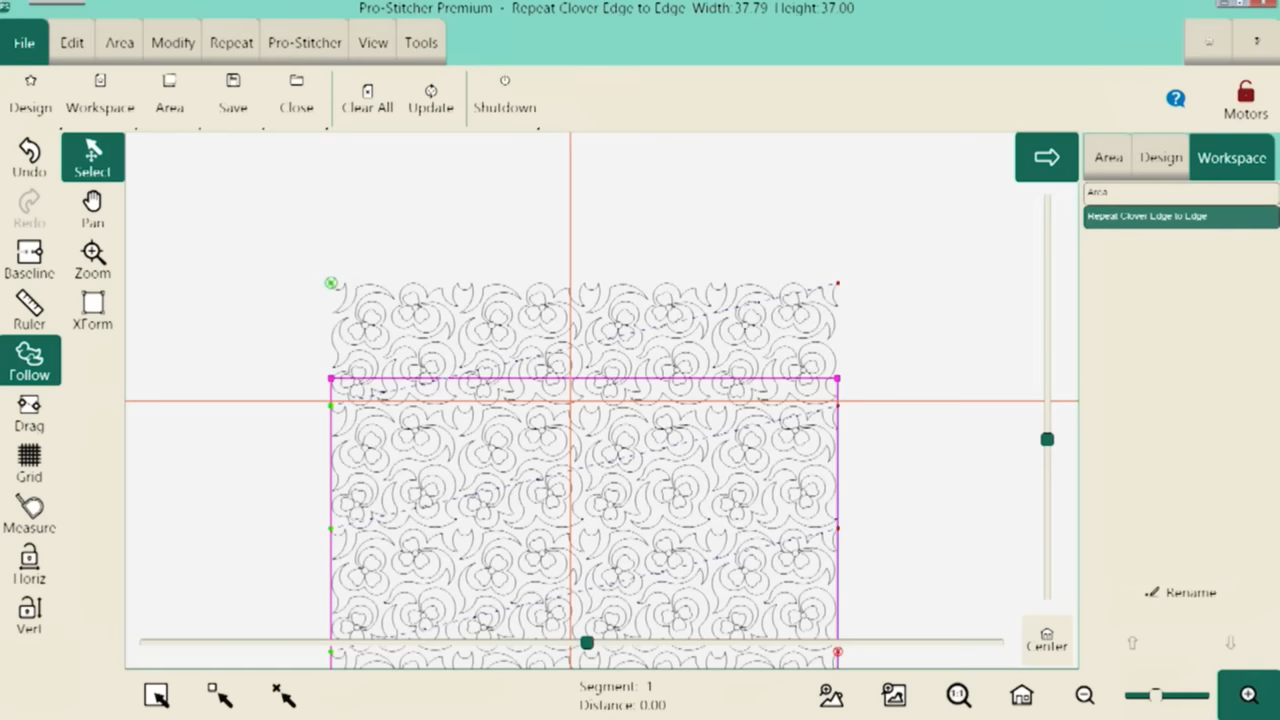 Pro-Stitcher Premium - Repeat Clover Edge to Edge Width:37.79 Height:37.00
File Edit Area Modify Repeat Pro-Stitcher View Tools
Design Workspace Area Save Close Clear All Update Shutdown Motors
Undo Select
Redo Pan
Baseline Zoom
Ruler XForm
Follow
Drag
Grid
Measure
Horiz
Vert
Area Design Workspace
Area
Repeat Clover Edge to Edge
Rename
Center
Segment: 1
Distance: 0.00
1:1